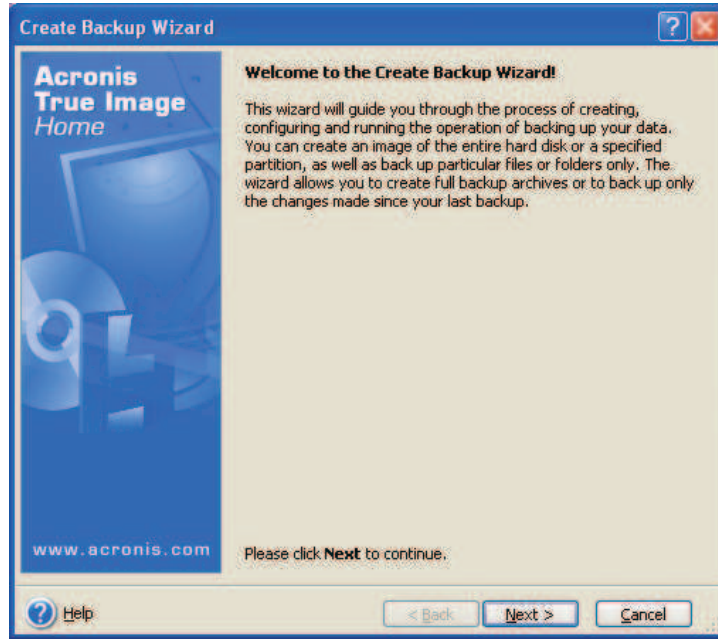 Create Backup Wizard
Acronis
True Image
Home
Welcome to the Create Backup Wizard!
This wizard will guide you through the process of creating,
configuring and running the operation of backing up your data.
You can create an image of the entire hard disk or a specified
partition, as well as back up particular files or folders only. The
wizard allows you to create full backup archives or to back up only
the changes made since your last backup.
www.acronis.com
Please click Next to continue.
Help
< Back
Next >
Cancel